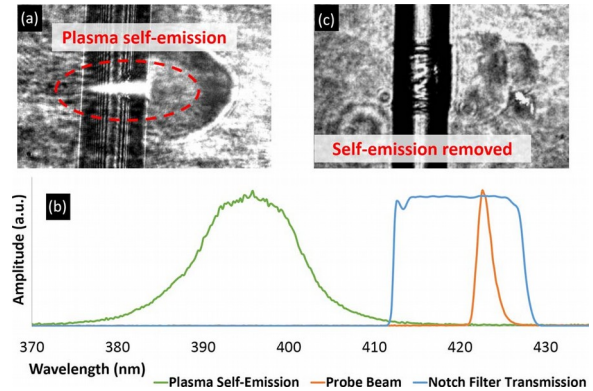 (a)
Plasma self-emission
(c)
Self-emission removed
(b)
Amplitude (a.u.)
370 380 390 400 410 420 430
Wavelength (nm)
Plasma Self-Emission Probe Beam Notch Filter Transmission